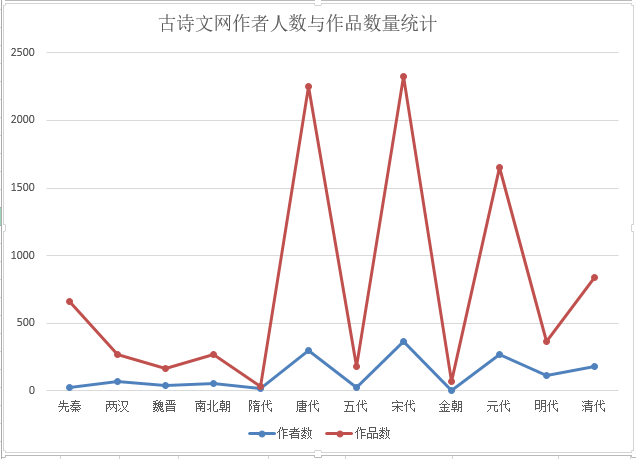 古诗文网作者人数与作品数量统计
2500
2000
1500
1000
500
0
先秦 两汉 魏晋 南北朝 隋代 唐代 五代 宋代 金朝 元代 明代 清代
作者数 作品数